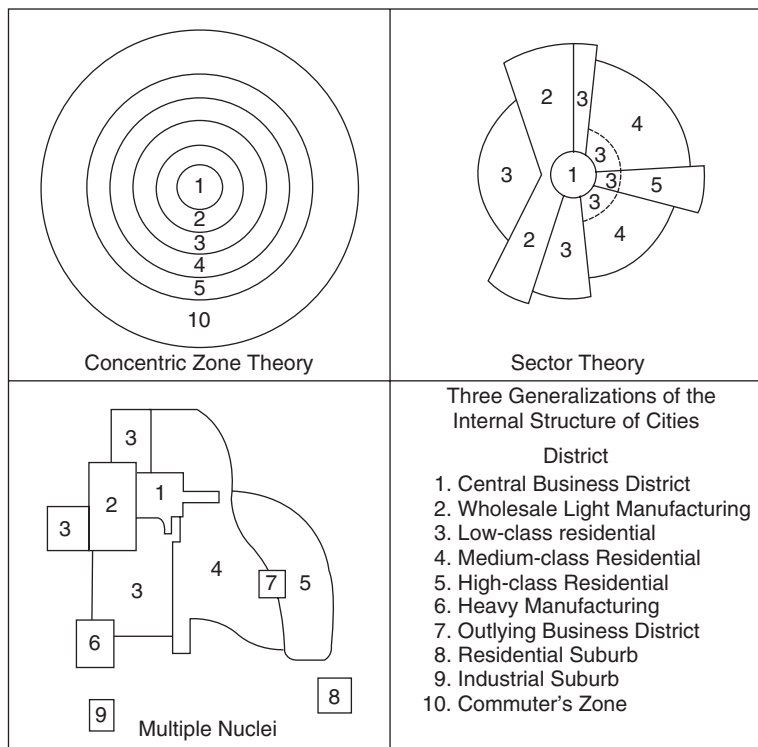 1
2
3
4
5
10
Concentric Zone Theory
2
3
4
3
3
1
3
5
3
2
3
4
Sector Theory
3
1
2
3
4
3
7
5
6
8
9
Multiple Nuclei
Three Generalizations of the
Internal Structure of Cities
District
1. Central Business District
2. Wholesale Light Manufacturing
3. Low-class residential
4. Medium-class Residential
5. High-class Residential
6. Heavy Manufacturing
7. Outlying Business District
8. Residential Suburb
9. Industrial Suburb
10. Commuter's Zone